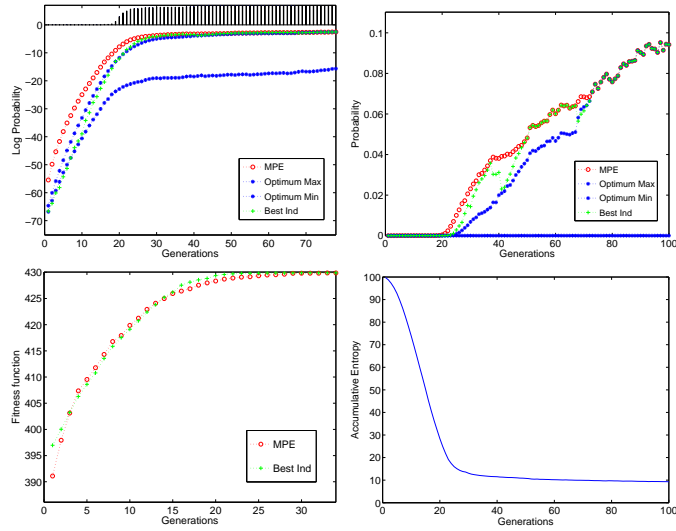 0
-10
-20
-30
-40
-50
-60
-70
Log Probability
0 10 20 30 40 50 60 70
Generations
MPE
Optimum Max
Optimum Min
Best Ind
0.1
0.08
0.06
0.04
0.02
0
Probability
0 20 40 60 80 100
Generations
MPE
Optimum Max
Optimum Min
Best Ind
430
420
410
400
390
Fitness function
0 5 10 15 20 25 30
Generations
MPE
Best Ind
100
90
80
70
60
50
40
30
20
10
0
Accumulative Entropy
0 20 40 60 80 100
Generations